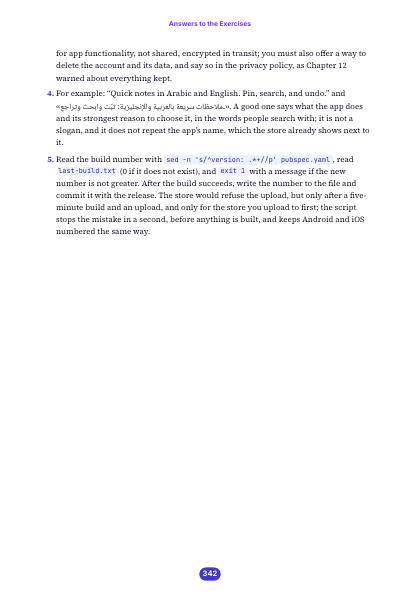 Answers to the Exercises
for app functionality, not shared, encrypted in transit; you must also offer a way to
delete the account and its data, and say so in the privacy policy, as Chapter 12
warned about everything kept.
4. For example: “Quick notes in Arabic and English. Pin, search, and undo.” and
«ملاحظات سريعة بالعربية والإنجليزية: ثبّت وابحث وتراجع.». A good one says what the app does
and its strongest reason to choose it, in the words people search with; it is not a
slogan, and it does not repeat the app’s name, which the store already shows next to
it.
5. Read the build number with sed -n 's/^version: .*+//p' pubspec.yaml, read
last-build.txt (0 if it does not exist), and exit 1 with a message if the new
number is not greater. After the build succeeds, write the number to the file and
commit it with the release. The store would refuse the upload, but only after a five-
minute build and an upload, and only for the store you upload to first; the script
stops the mistake in a second, before anything is built, and keeps Android and iOS
numbered the same way.
342